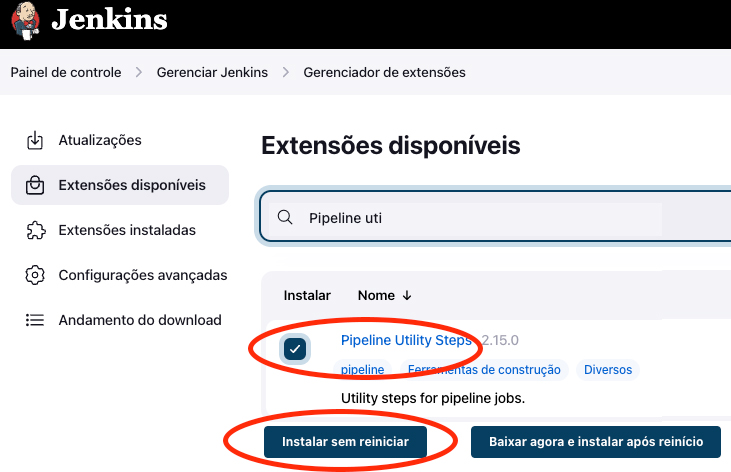 Jenkins
Painel de controle > Gerenciar Jenkins > Gerenciador de extensões
Atualizações
Extensões disponíveis
Extensões instaladas
Configurações avançadas
Andamento do download
Extensões disponíveis
Pipeline uti
Instalar Nome ↓
Pipeline Utility Steps 2.15.0
pipeline Ferramentas de construção Diversos
Utility steps for pipeline jobs.
Instalar sem reiniciar Baixar agora e instalar após reinício